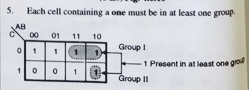 5. Each cell containing a one must be in at least one group.
AB
C 00 01 11 10
0 1 1 1 1 Group I
1 Present in at least one group
1 0 0 1 1 Group II